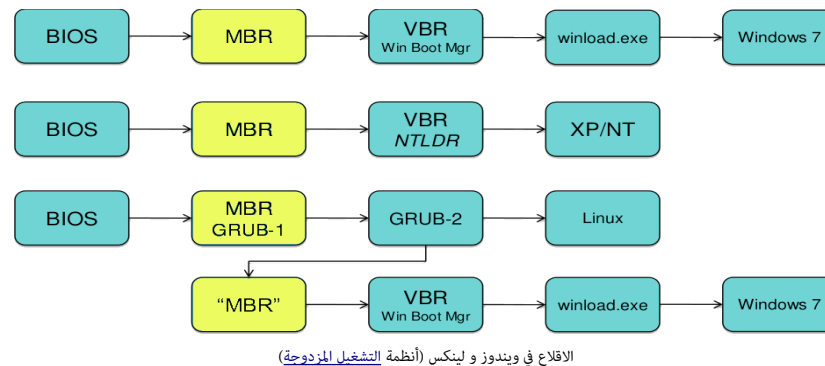 BIOS
MBR
VBR
Win Boot Mgr
winload.exe
Windows 7
BIOS
MBR
VBR
NTLDR
XP/NT
BIOS
MBR
GRUB-1
GRUB-2
Linux
“MBR”
VBR
Win Boot Mgr
winload.exe
Windows 7
الاقلاع في ويندوز و لينكس (أنظمة التشغيل المزدوجة)